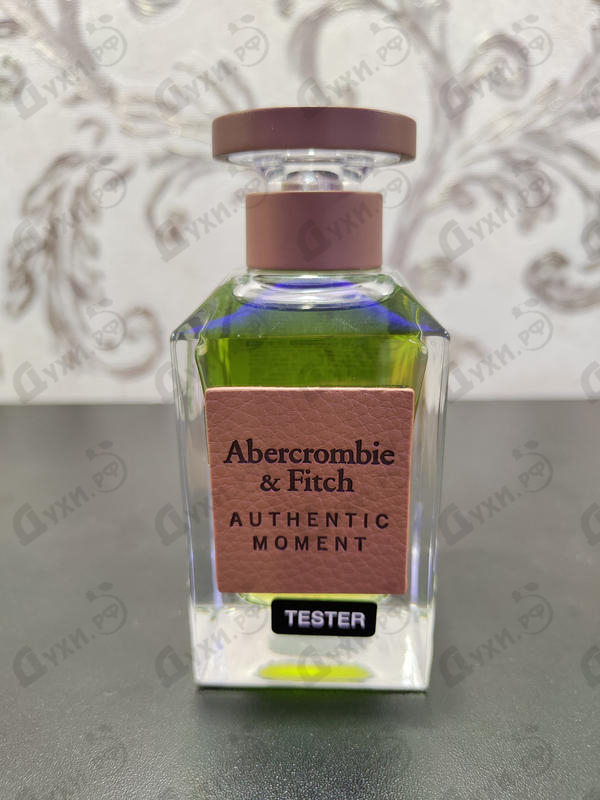 Abercrombie
& Fitch
AUTHENTIC
MOMENT
TESTER
Духи.РФ